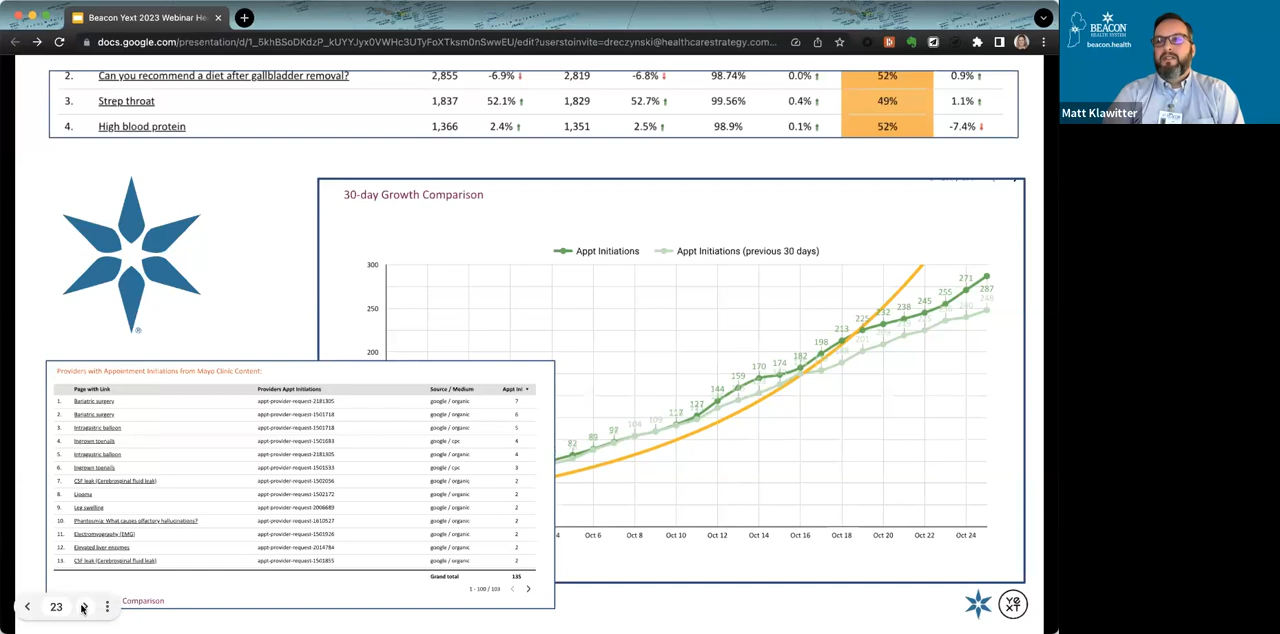 Beacon Yext 2023 Webinar He
docs.google.com/presentation/d/1_5khBSoDKdzP_kUYYJyx0VWHc3UTyFoXTksm0nSwwEU/edit?userstoinvite=dreczynski@healthcarestrategy.com...
BEACON
HEALTH SYSTEM
beacon.health
Matt Klawitter
2. Can you recommend a diet after gallbladder removal? 2,855 -6.9% 2,819 -6.8% 98.74% 0.0% 52% 0.9%
3. Strep throat 1,837 52.1% 1,829 52.7% 99.56% 0.4% 49% 1.1%
4. High blood protein 1,366 2.4% 1,351 2.5% 98.9% 0.1% 52% -7.4%
30-day Growth Comparison
Appt Initiations Appt Initiations (previous 30 days)
300
250
200
82 104 109 127 144 159 170 174 182 198 213 225 232 238 245 255 271 287
201 248
4 Oct 6 Oct 8 Oct 10 Oct 12 Oct 14 Oct 16 Oct 18 Oct 20 Oct 22 Oct 24
Providers with Appointment Initiations from Mayo Clinic Content:
Page with Link Providers Appt Initiations Source / Medium Appt Ini
1. Bariatric surgery appt-provider-request-2181305 google / organic 7
2. Bariatric surgery appt-provider-request-1501718 google / organic 6
3. Intragastric balloon appt-provider-request-1501718 google / organic 5
4. Ingrown toenails appt-provider-request-1501683 google / cpc 4
5. Intragastric balloon appt-provider-request-2181305 google / organic 4
6. Ingrown toenails appt-provider-request-1501533 google / cpc 3
7. CSF leak (Cerebrospinal fluid leak) appt-provider-request-1502056 google / organic 2
8. Lipoma appt-provider-request-1502172 google / organic 2
9. Leg swelling appt-provider-request-2006683 google / organic 2
10. Phantosmia: What causes olfactory hallucinations? appt-provider-request-1610527 google / organic 2
11. Electromyography (EMG) appt-provider-request-1501926 google / organic 2
12. Elevated liver enzymes appt-provider-request-2014784 google / organic 2
13. CSF leak (Cerebrospinal fluid leak) appt-provider-request-1501855 google / organic 2
Grand total 135
1 - 100 / 103
23
Comparison
YEXT